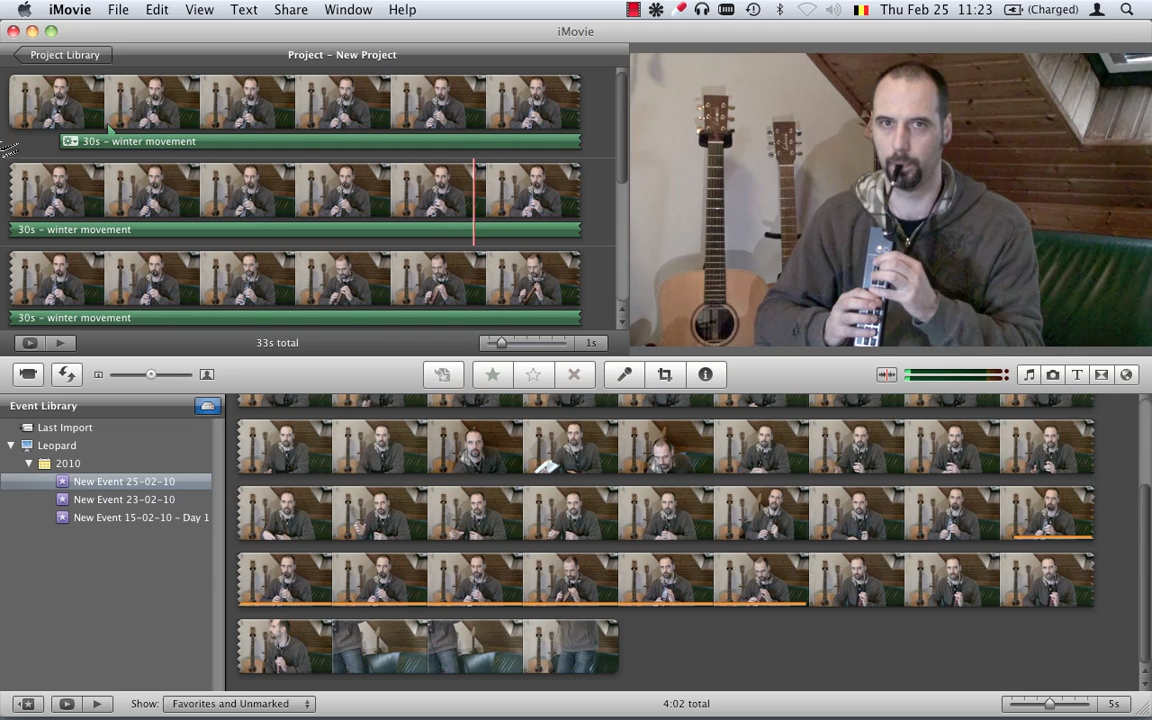 iMovie File Edit View Text Share Window Help Thu Feb 25 11:23 (Charged)
iMovie
Project Library Project - New Project
30s - winter movement
30s - winter movement
30s - winter movement
33s total 1s
Event Library
Last Import
Leopard
2010
New Event 25-02-10
New Event 23-02-10
New Event 15-02-10 - Day 1
Show: Favorites and Unmarked 4:02 total 5s